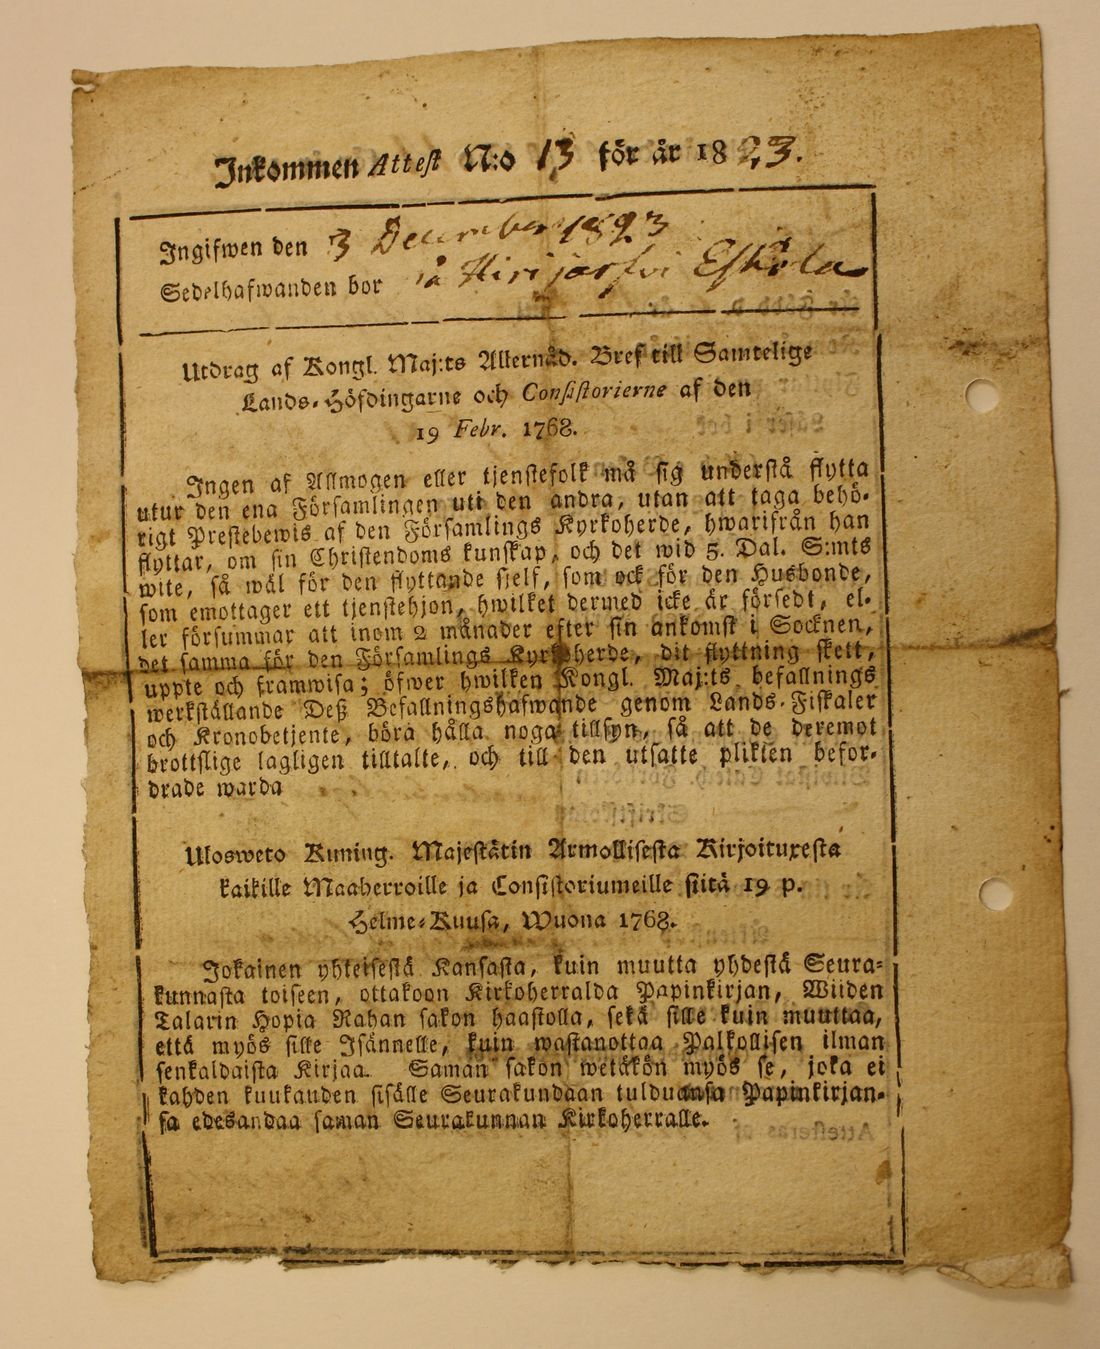 Inkommen Attest N:o 13 för år 1823.
Ingifwen den 3 December 1823
Sedelhafwanden bor på Hirijärfvi Eskola
Utdrag af Kongl. Maj:ts Allernåd. Bref till Samtelige
Lands-Höfdingarne och Consistorierne af den
19 Febr. 1768.
Ingen af Allmogen eller tjenstefolk må sig understå flytta
utur den ena Församlingen uti den andra, utan att taga behö-
rigt Prestebewis af den Församlings Kyrkoherde, hwarifrån han
flyttar, om sin Christendoms kunskap, och det wid 5. Dal. S:mts
wite, så wäl för den flyttande sjelf, som ock för den Husbonde,
som emottager ett tjenstehjon, hwilket dermed icke är försedt, el-
ler försummar att inom 2 månader efter sin ankomst i Socknen,
det samma för den Församlings Kyrkoherde, dit flyttning skett,
uppte och framwisa; öfwer hwilken Kongl. Maj:ts befallnings
werkställande Deß Befallningshafwande genom Lands-Fiskaler
och Kronobetjente, böra hålla noga tillsyn, så att de deremot
brottslige lagligen tilltalte, och till den utsatte plikten befor-
drade warda
Ulosweto Kuning. Majestätin Armollisesta Kirjoituxesta
kaikille Maaherroille ja Consistoriumeille siitä 19 p.
Helme-Kuusa, Wuona 1768.
Jokainen yhteisestä Kansasta, kuin muutta yhdestä Seura-
kunnasta toiseen, ottakoon Kirkoherralda Papinkirjan, Wiiden
Talarin Hopia Rahan sakon haastolla, sekä sille kuin muuttaa,
että myös sille Isännelle, kuin wastanottaa Palkollisen ilman
senkaldaista Kirjaa. Saman sakon wetäkön myös se, joka ei
kahden kuukauden sisälle Seurakundaan tulduansa Papinkirjan-
sa edesandaa saman Seurakunnan Kirkoherralle.